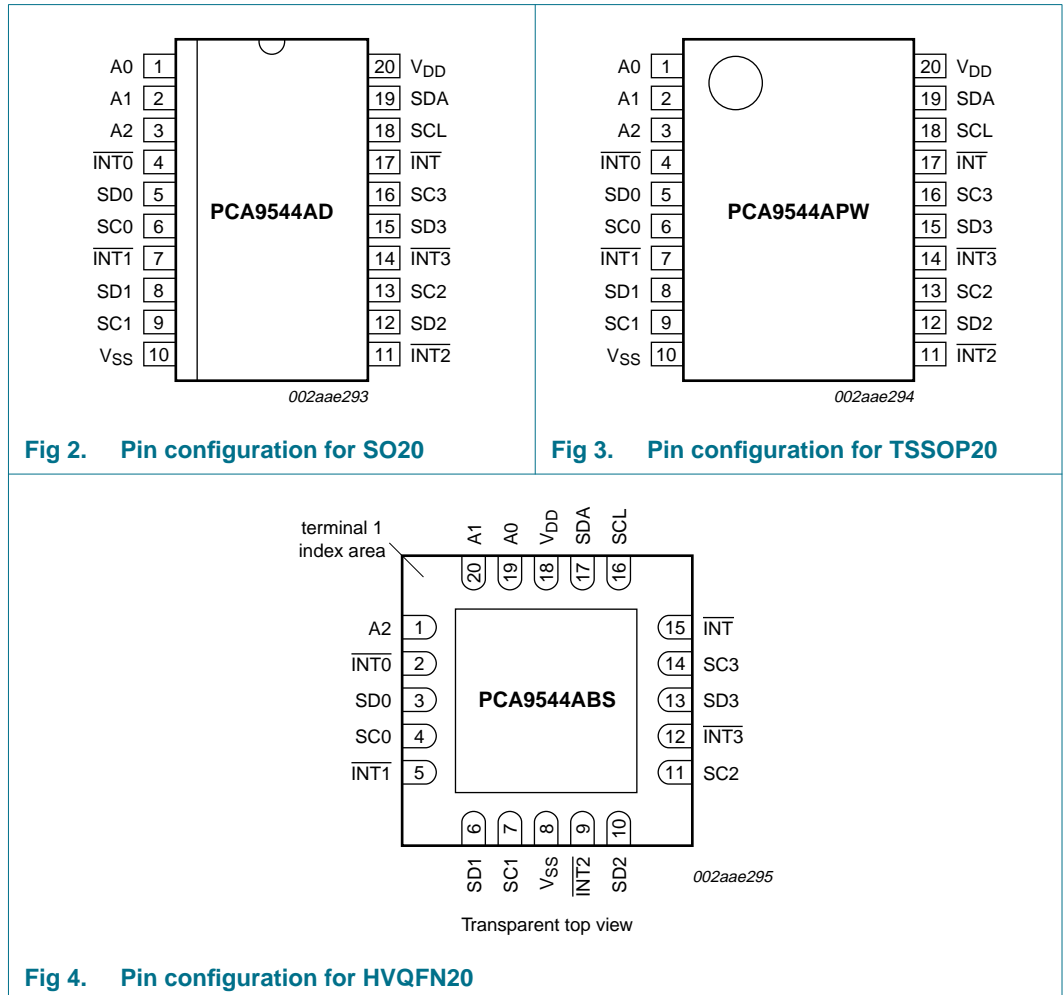 A0 1 20 VDD
A1 2 19 SDA
A2 3 18 SCL
INT0 4 17 INT
SD0 5 16 SC3
PCA9544AD
SC0 6 15 SD3
INT1 7 14 INT3
SD1 8 13 SC2
SC1 9 12 SD2
VSS 10 11 INT2
002aae293
Fig 2. Pin configuration for SO20
A0 1 20 VDD
A1 2 19 SDA
A2 3 18 SCL
INT0 4 17 INT
SD0 5 16 SC3
PCA9544APW
SC0 6 15 SD3
INT1 7 14 INT3
SD1 8 13 SC2
SC1 9 12 SD2
VSS 10 11 INT2
002aae294
Fig 3. Pin configuration for TSSOP20
terminal 1
index area
A1 A0 VDD SDA SCL
20 19 18 17 16
A2 1 15 INT
INT0 2 14 SC3
SD0 3 PCA9544ABS 13 SD3
SC0 4 12 INT3
INT1 5 11 SC2
6 7 8 9 10
SD1 SC1 VSS INT2 SD2
002aae295
Transparent top view
Fig 4. Pin configuration for HVQFN20